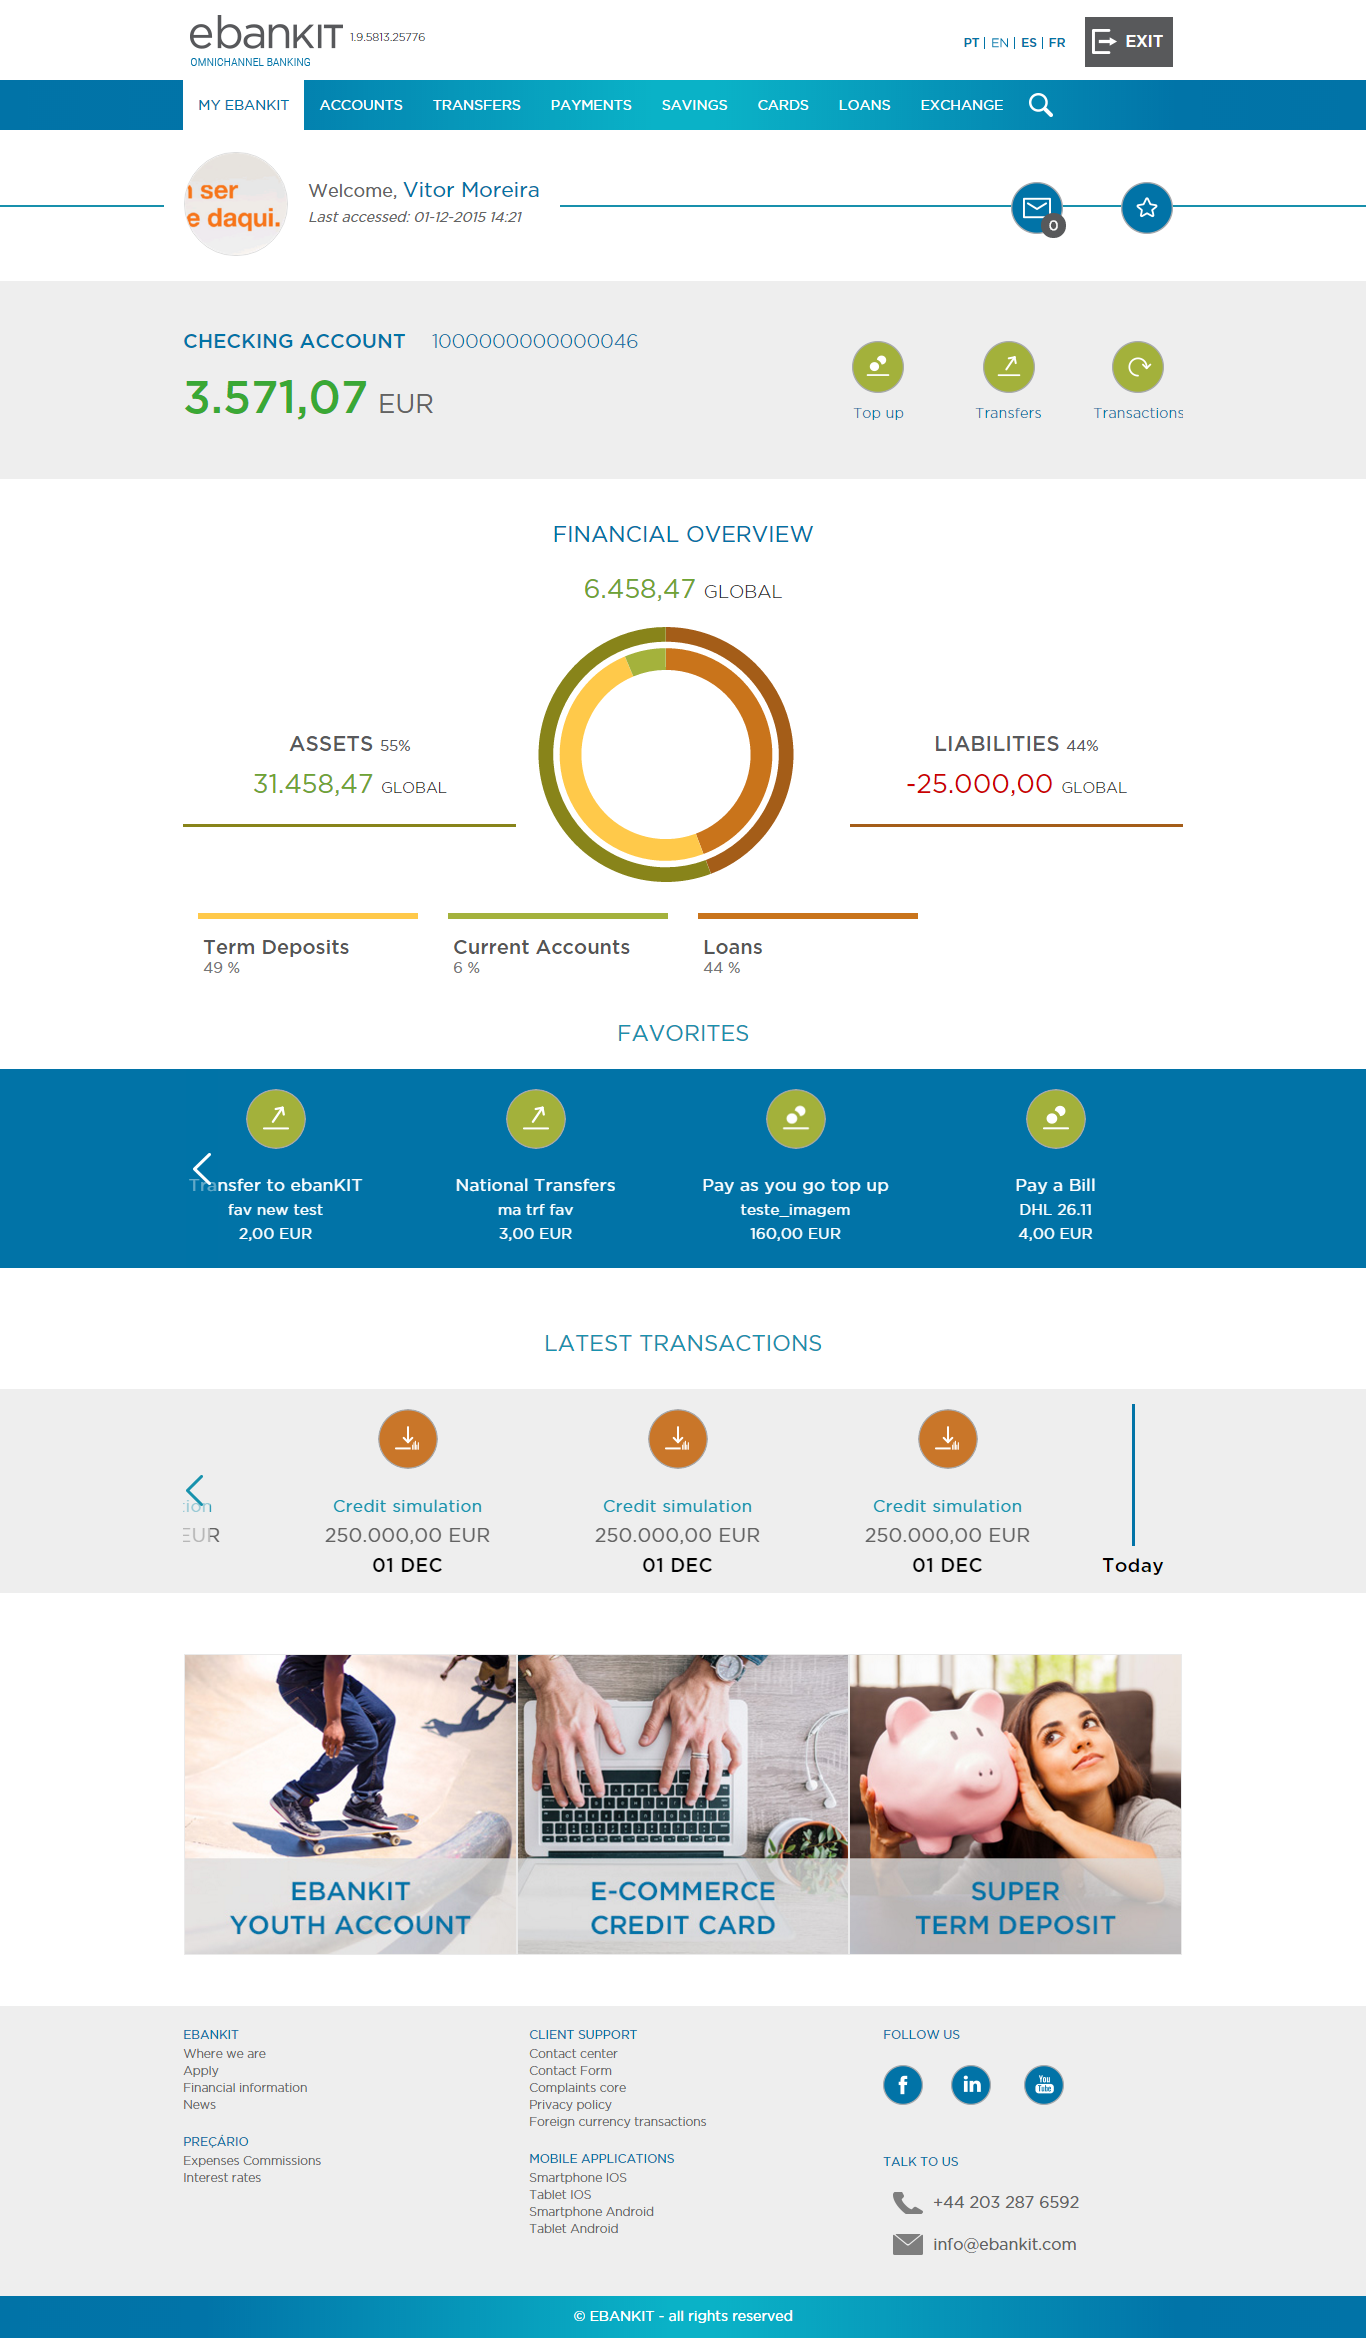 ebankIT 1.9.5813.25776
OMNICHANNEL BANKING
PT | EN | ES | FR
EXIT
MY EBANKIT ACCOUNTS TRANSFERS PAYMENTS SAVINGS CARDS LOANS EXCHANGE
ser
e daqui.
Welcome, Vitor Moreira
Last accessed: 01-12-2015 14:21
0
CHECKING ACCOUNT 1000000000000046
3.571,07 EUR
Top up Transfers Transactions
FINANCIAL OVERVIEW
6.458,47 GLOBAL
ASSETS 55%
31.458,47 GLOBAL
LIABILITIES 44%
-25.000,00 GLOBAL
Term Deposits
49 %
Current Accounts
6 %
Loans
44 %
FAVORITES
Transfer to ebanKIT
fav new test
2,00 EUR
National Transfers
ma trf fav
3,00 EUR
Pay as you go top up
teste_imagem
160,00 EUR
Pay a Bill
DHL 26.11
4,00 EUR
LATEST TRANSACTIONS
tion
EUR
Credit simulation
250.000,00 EUR
01 DEC
Credit simulation
250.000,00 EUR
01 DEC
Credit simulation
250.000,00 EUR
01 DEC
Today
EBANKIT
YOUTH ACCOUNT
E-COMMERCE
CREDIT CARD
SUPER
TERM DEPOSIT
EBANKIT
Where we are
Apply
Financial information
News
PREÇÁRIO
Expenses Commissions
Interest rates
CLIENT SUPPORT
Contact center
Contact Form
Complaints core
Privacy policy
Foreign currency transactions
MOBILE APPLICATIONS
Smartphone IOS
Tablet IOS
Smartphone Android
Tablet Android
FOLLOW US
f
in
You
Tube
TALK TO US
+44 203 287 6592
info@ebankit.com
© EBANKIT - all rights reserved